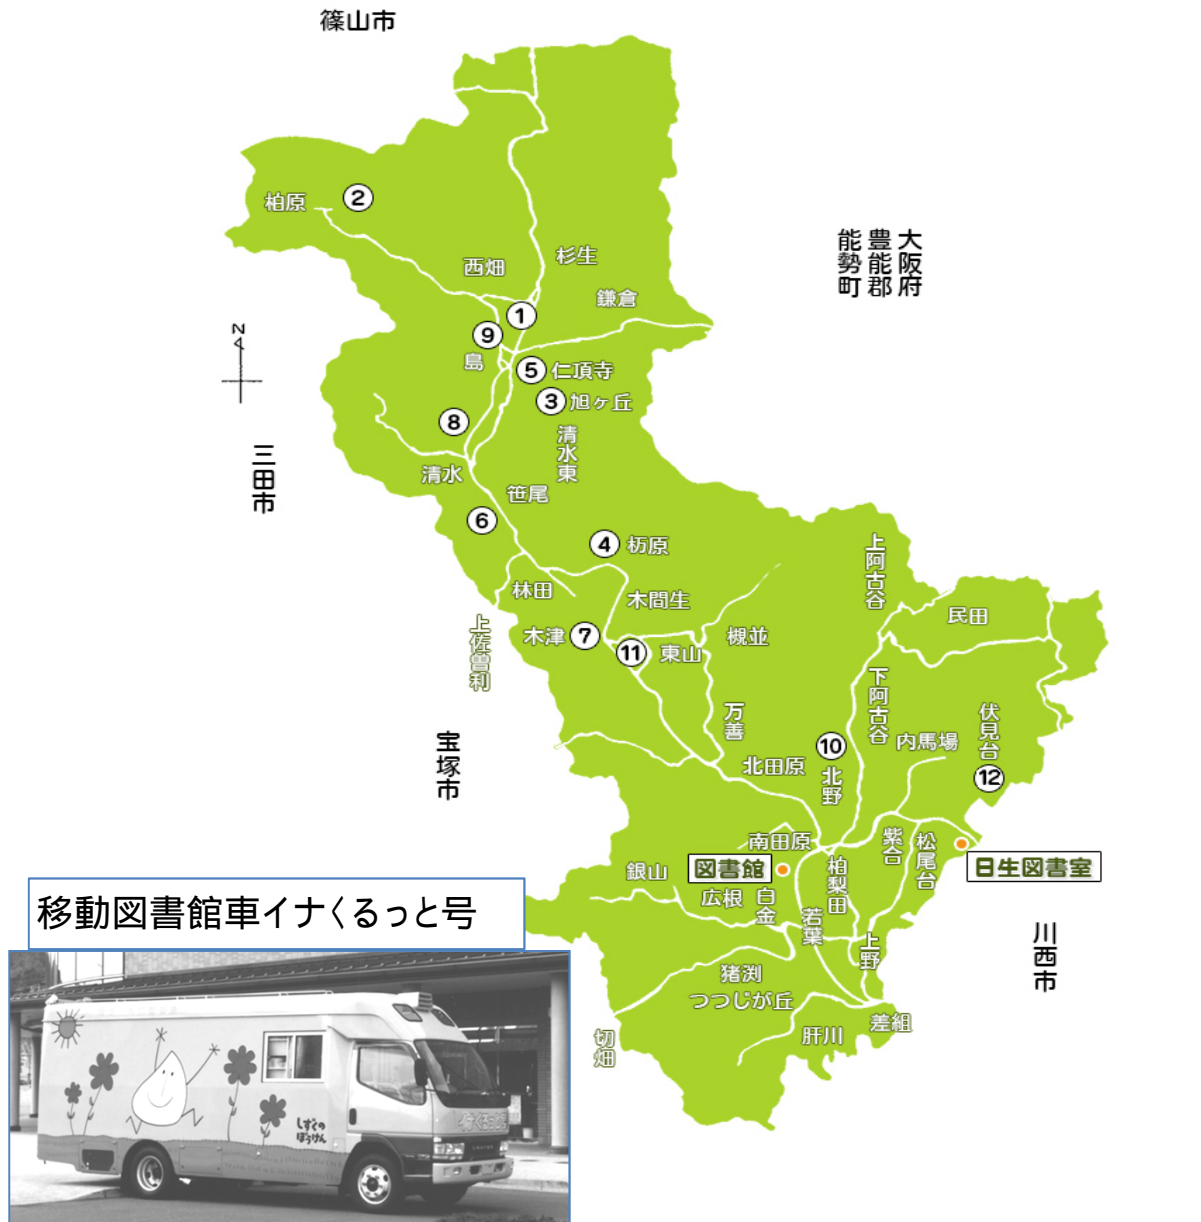 篠山市
柏原
②
西畑
杉生
鎌倉
①
⑨
島
⑤
仁頂寺
③
旭ヶ丘
⑧
清水東
清水
笹尾
⑥
④
栃原
林田
木間生
木津
⑦
⑪
東山
槻並
上佐曽利
万善
上阿古谷
民田
下阿古谷
伏見台
内馬場
⑩
北野
⑫
北田原
南田原
紫合
松尾台
図書館
日生図書室
銀山
広根
白金
柏梨田
若葉
上野
猪渕
つつじが丘
切畑
肝川
差組
大阪府
豊能郡
能勢町
N
三田市
宝塚市
川西市
移動図書館車イナくるっと号
しずくの
ぼうけん
イナくるっと号